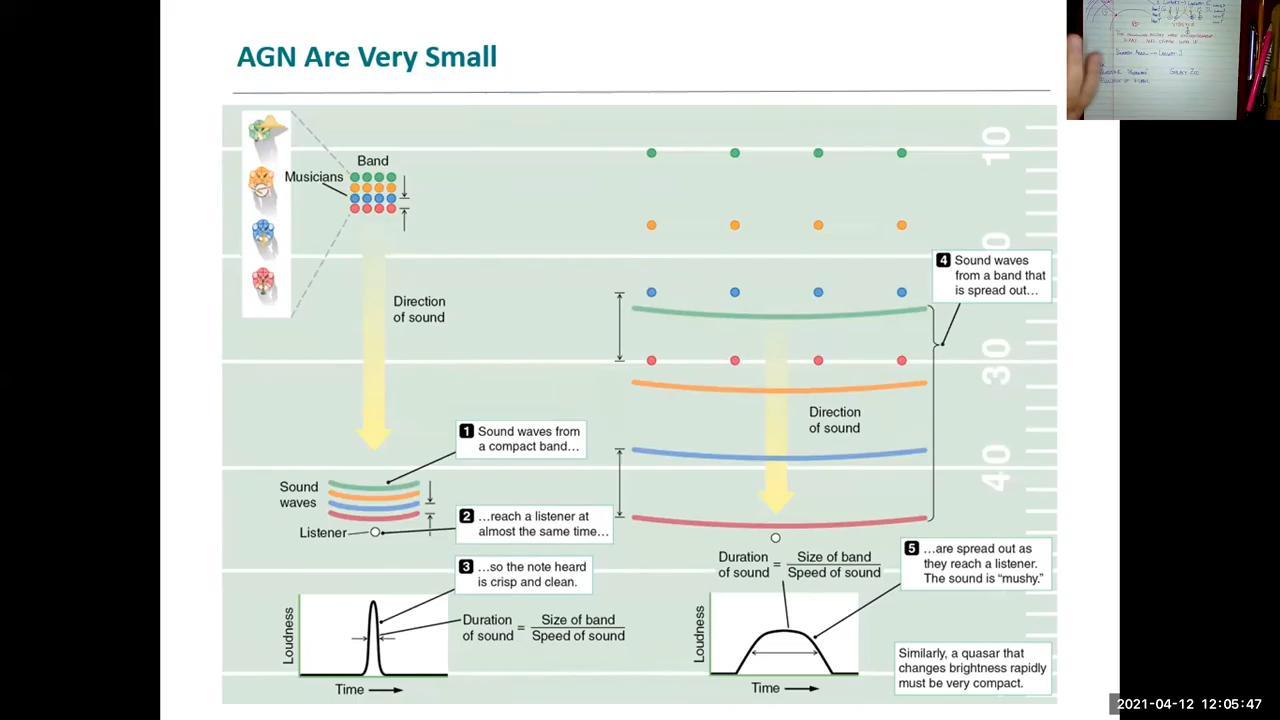 AGN Are Very Small
Band
Musicians
Direction
of sound
1 Sound waves from
a compact band…
Sound
waves
Listener
2 …reach a listener at
almost the same time…
3 …so the note heard
is crisp and clean.
Loudness
Duration
of sound = Size of band
Speed of sound
Time
10
30
40
4 Sound waves
from a band that
is spread out…
Direction
of sound
Duration
of sound = Size of band
Speed of sound
5 …are spread out as
they reach a listener.
The sound is “mushy.”
Loudness
Time
Similarly, a quasar that
changes brightness rapidly
must be very compact.
2021-04-12 12:05:47